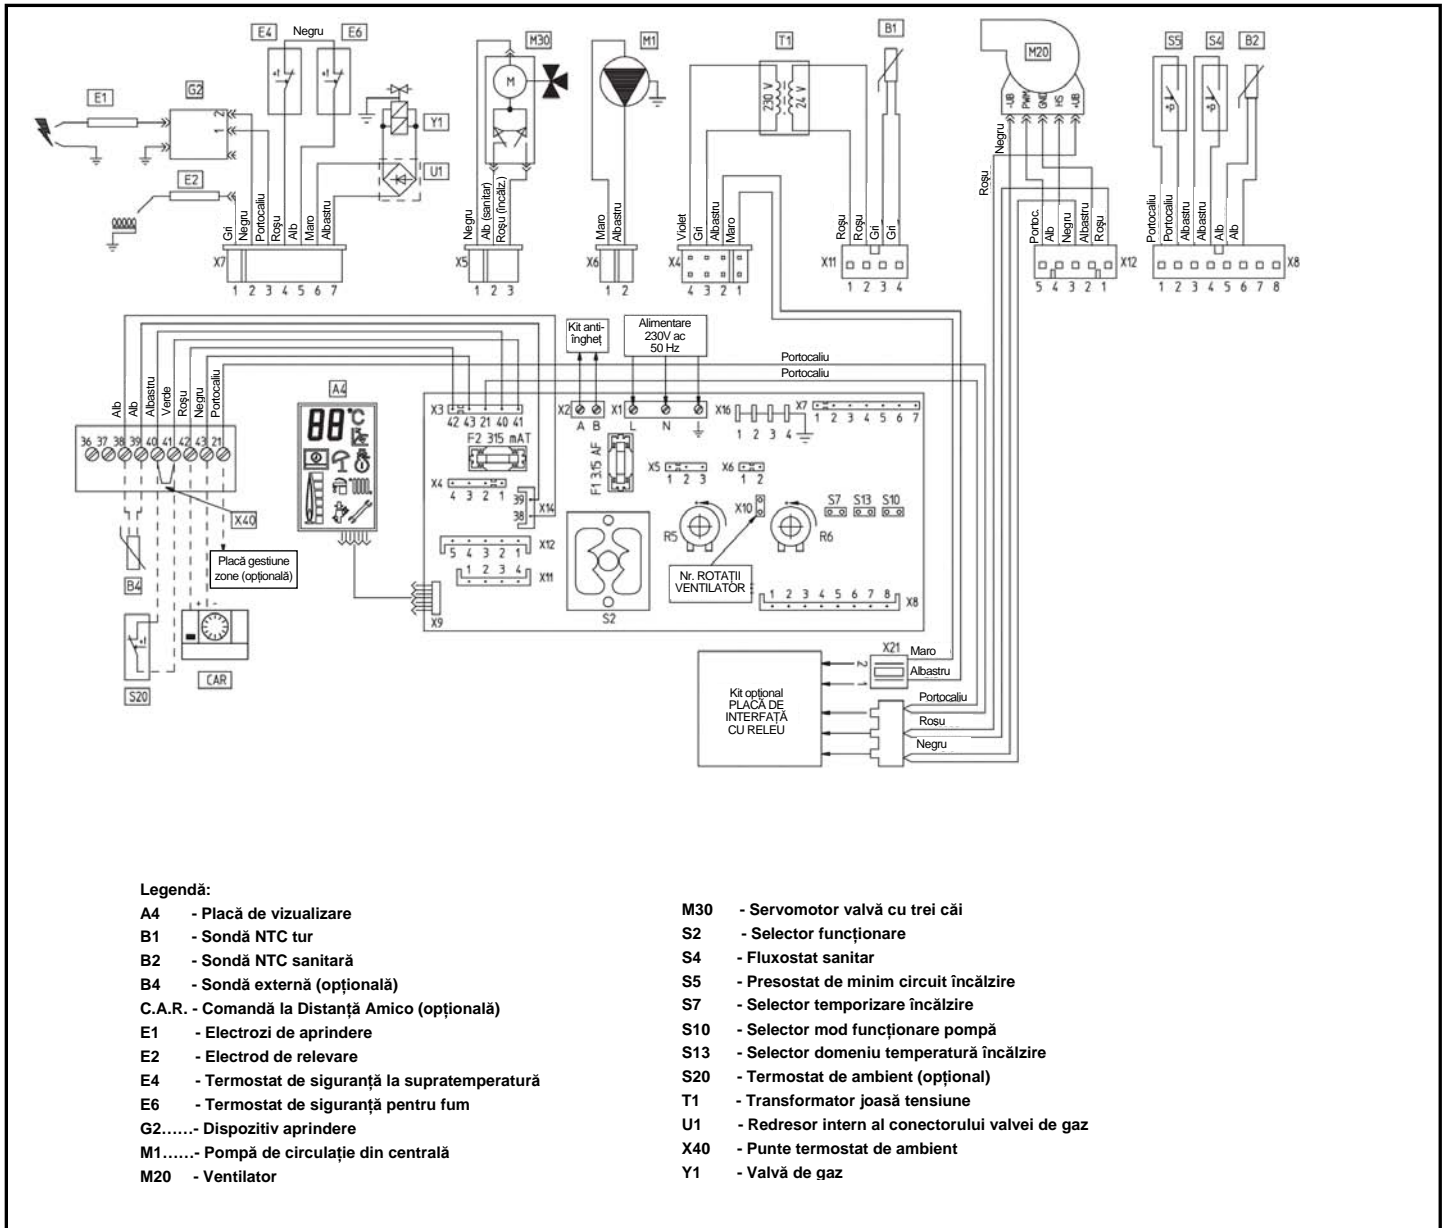 E4 Negru E6 M30 M1 T1 B1 M20 S5 S4 B2
E1 G2 Y1 U1 E2
2
1
M
230 V 24 V
-UB PWM GND HS +UB
Negru
Roșu
Gri Negru Portocaliu Roșu Alb Maro Albastru
X7
1 2 3 4 5 6 7
Negru Alb (sanitar) Roșu (încălz.)
X5
1 2 3
Maro Albastru
X6
1 2
Violet Gri Albastru Maro
X4
4 3 2 1
Roșu Roșu Gri Gri
X11
1 2 3 4
Portoc. Alb Negru Albastru Roșu
X12
5 4 3 2 1
Portocaliu Portocaliu Albastru Albastru Alb Alb
X8
1 2 3 4 5 6 7 8
Kit anti-
îngheț
Alimentare
230V ac
50 Hz
Portocaliu
Portocaliu
Alb Alb Albastru Verde Roșu Negru Portocaliu
36 37 38 39 40 41 42 43 21
X40
A4
88°C
X3
42 43 21 40 41
F2 315 mAT
X2
A B
X1
L N
F1 3.15 AF
X16
1 2 3 4
X7
1 2 3 4 5 6 7
X5
1 2 3
X6
1 2
X4
4 3 2 1
39
38
X14
X10
S7 S13 S10
R5 R6
X12
5 4 3 2 1
1 2 3 4
X11
S2
Nr. ROTAȚII
VENTILATOR
1 2 3 4 5 6 7 8
X8
X9
Placă gestiune
zone (opțională)
B4
+ -
CAR
S20
X21
Maro
Albastru
2
1
Kit opțional
PLACĂ DE
INTERFAȚĂ
CU RELEU
Portocaliu
Roșu
Negru
Legendă:
A4 - Placă de vizualizare
B1 - Sondă NTC tur
B2 - Sondă NTC sanitară
B4 - Sondă externă (opțională)
C.A.R. - Comandă la Distanță Amico (opțională)
E1 - Electrozi de aprindere
E2 - Electrod de relevare
E4 - Termostat de siguranță la supratemperatură
E6 - Termostat de siguranță pentru fum
G2……- Dispozitiv aprindere
M1……- Pompă de circulație din centrală
M20 - Ventilator
M30 - Servomotor valvă cu trei căi
S2 - Selector funcționare
S4 - Fluxostat sanitar
S5 - Presostat de minim circuit încălzire
S7 - Selector temporizare încălzire
S10 - Selector mod funcționare pompă
S13 - Selector domeniu temperatură încălzire
S20 - Termostat de ambient (opțional)
T1 - Transformator joasă tensiune
U1 - Redresor intern al conectorului valvei de gaz
X40 - Punte termostat de ambient
Y1 - Valvă de gaz